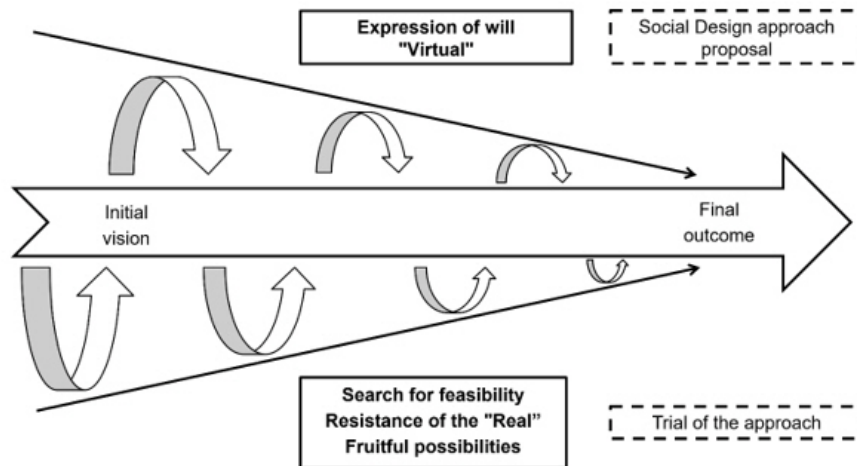 Expression of will
"Virtual"
Social Design approach
proposal
Initial
vision
Final
outcome
Search for feasibility
Resistance of the "Real”
Fruitful possibilities
Trial of the approach